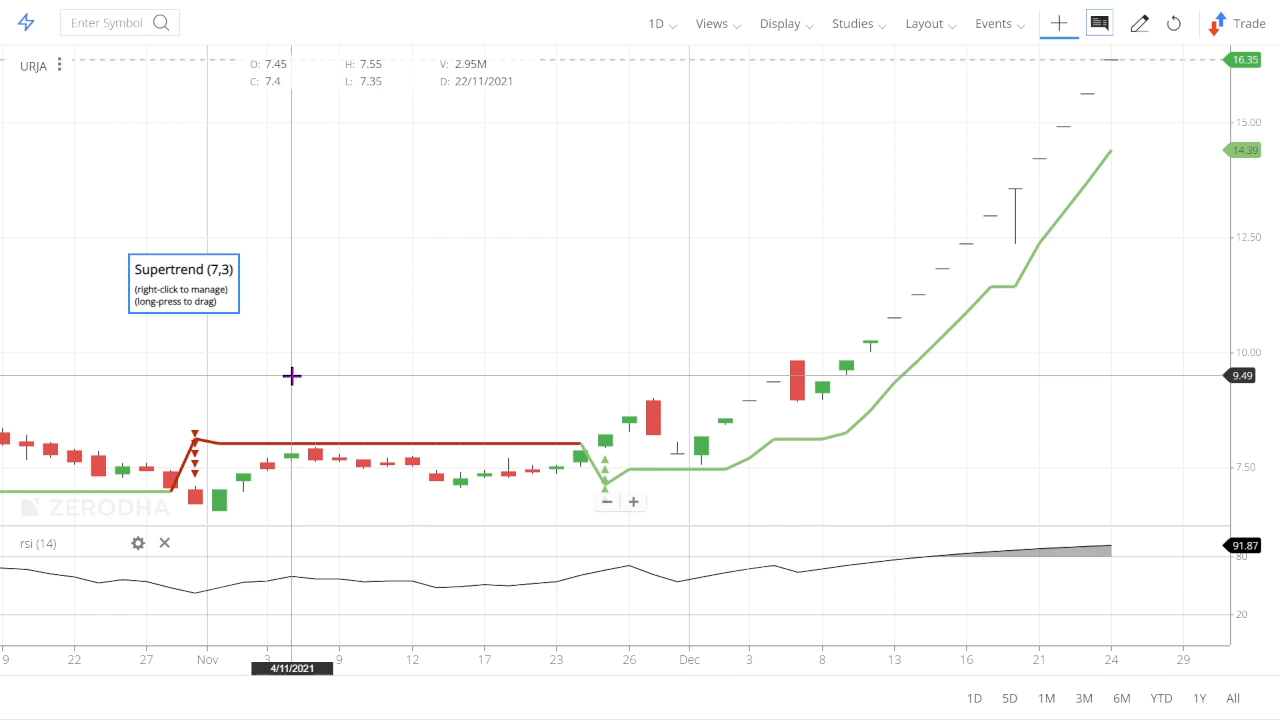 Enter Symbol
1D Views Display Studies Layout Events Trade
URJA
O: 7.45 H: 7.55 V: 2.95M
C: 7.4 L: 7.35 D: 22/11/2021
16.35
15.00
14.39
12.50
Supertrend (7,3)
(right-click to manage)
(long-press to drag)
10.00
9.49
7.50
ZERODHA
rsi (14)
91.87
80
20
9 22 27 Nov 3 9 12 17 23 26 Dec 3 8 13 16 21 24 29
4/11/2021
1D 5D 1M 3M 6M YTD 1Y All